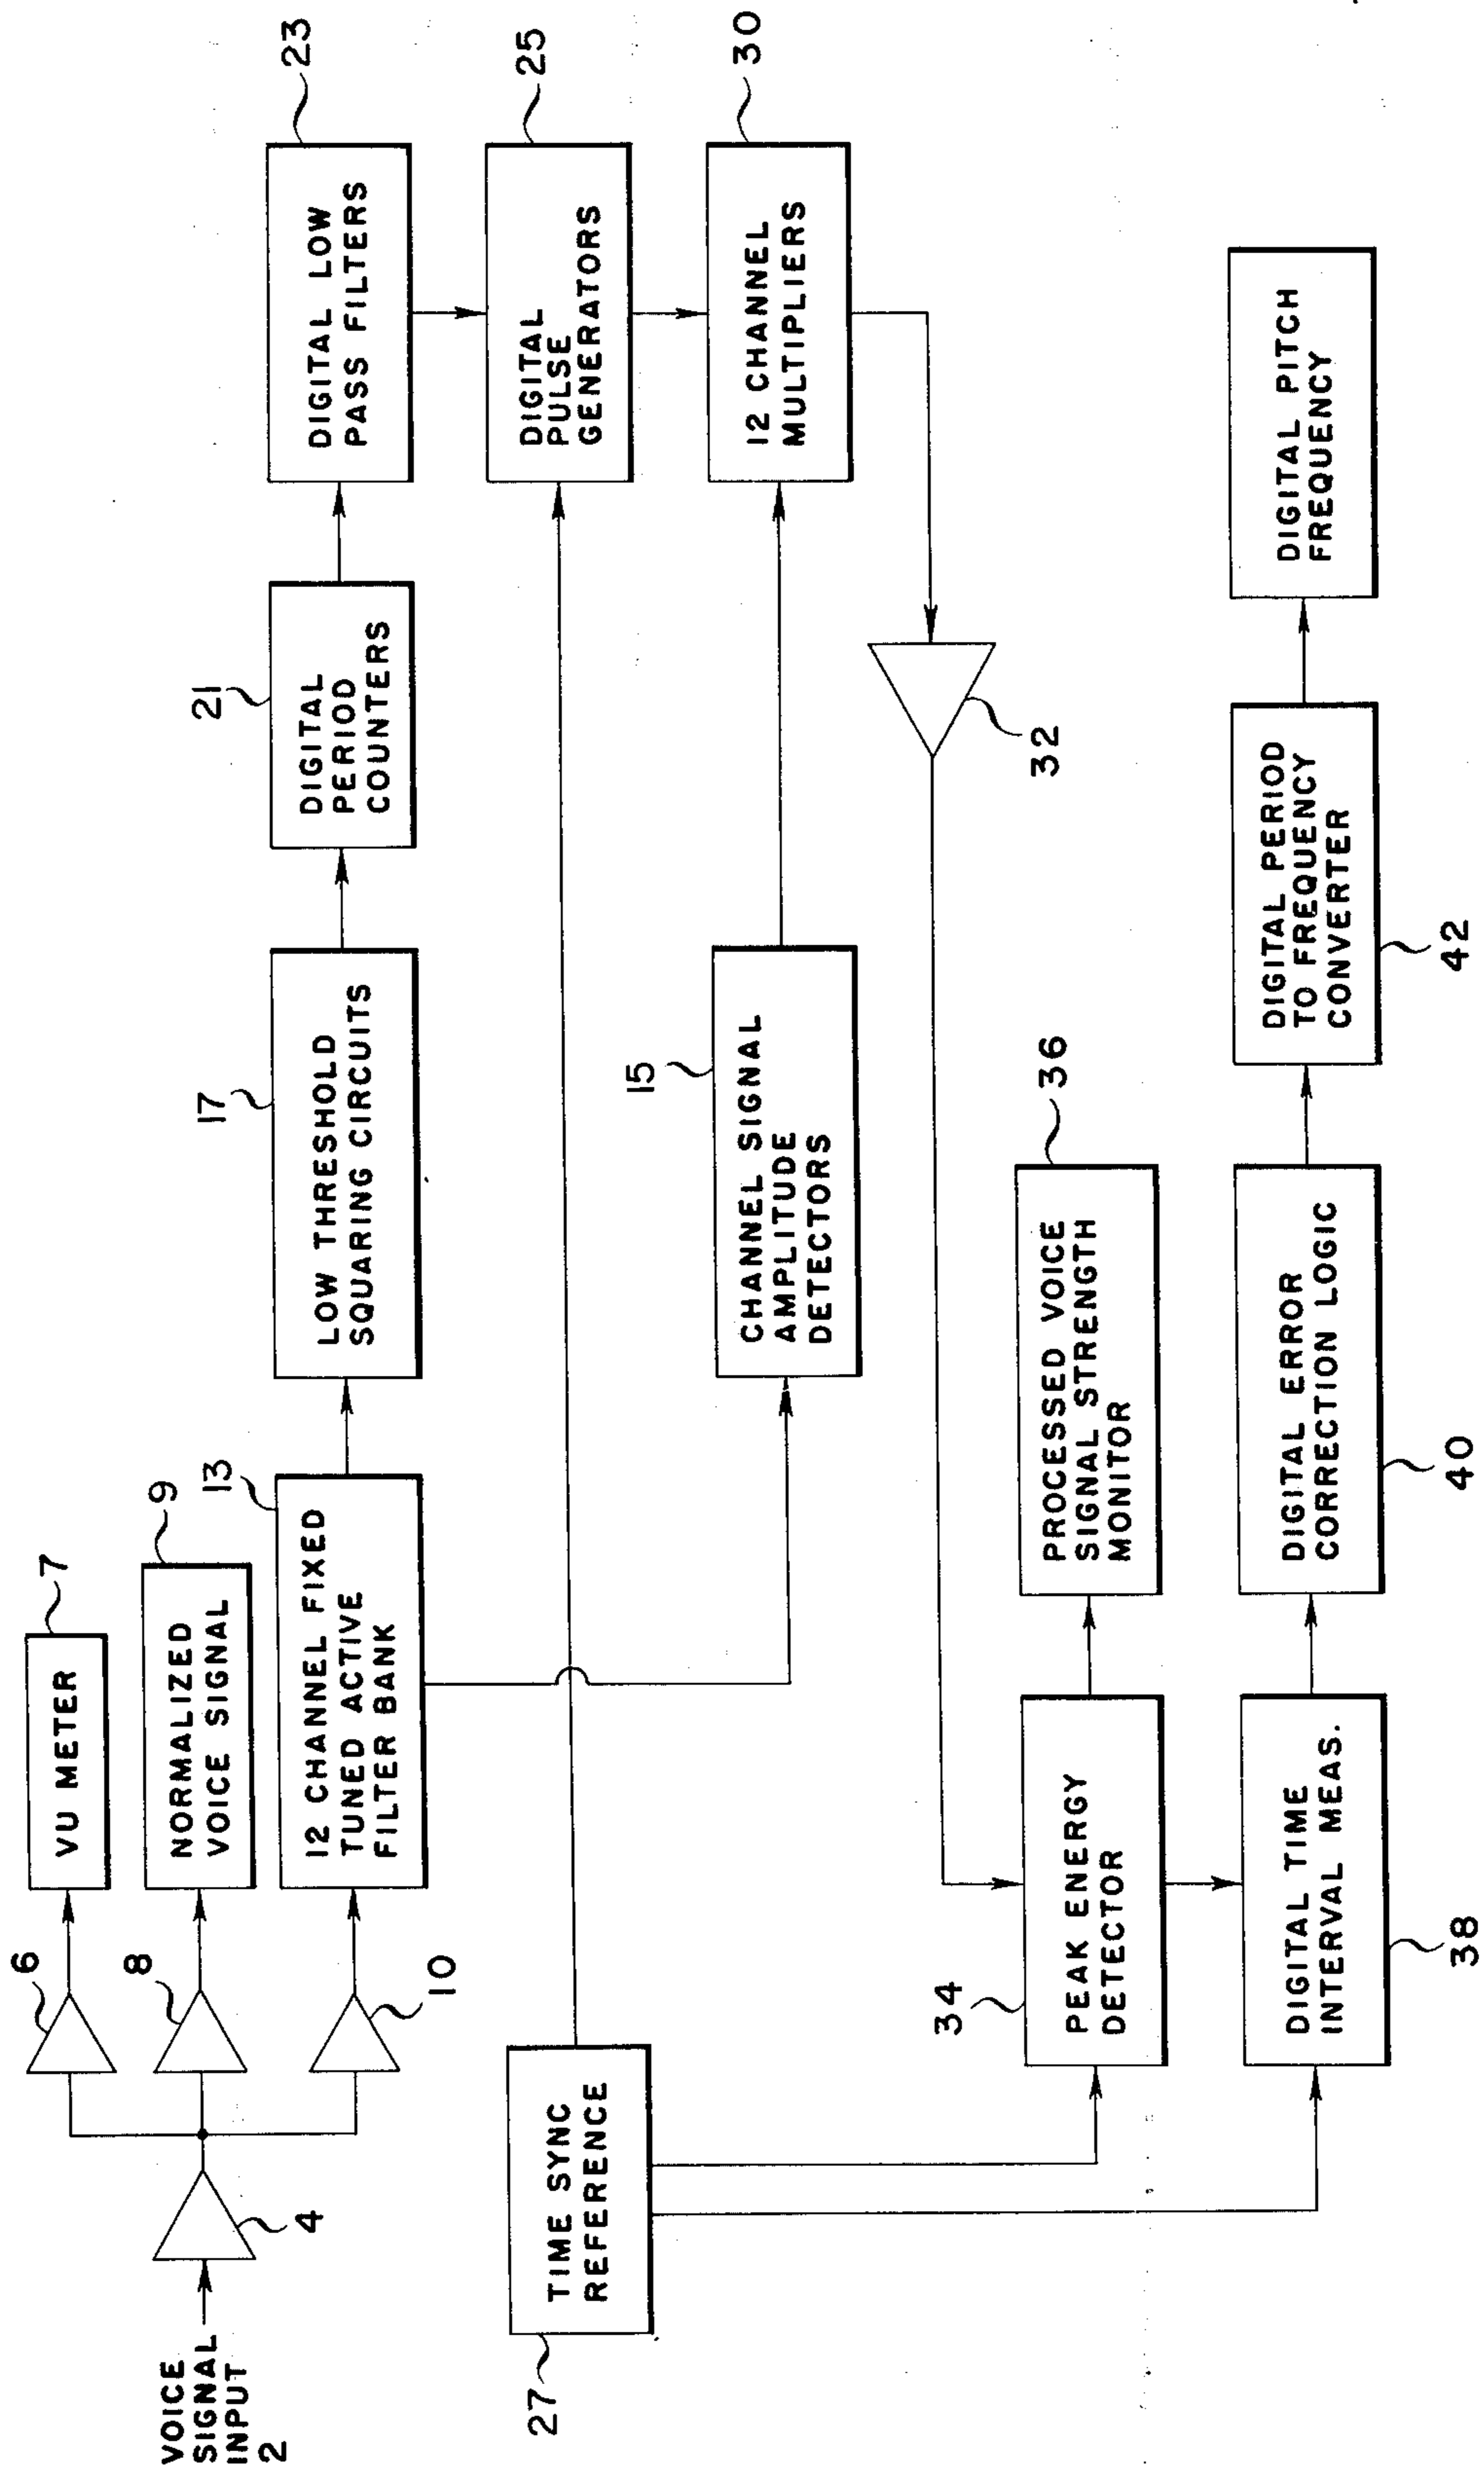 VOICE
SIGNAL
INPUT
2
4
6
VU METER
7
8
NORMALIZED
VOICE SIGNAL
9
10
12 CHANNEL FIXED
TUNED ACTIVE
FILTER BANK
13
LOW THRESHOLD
SQUARING CIRCUITS
17
DIGITAL
PERIOD
COUNTERS
21
DIGITAL LOW
PASS FILTERS
23
DIGITAL
PULSE
GENERATORS
25
TIME SYNC
REFERENCE
27
CHANNEL SIGNAL
AMPLITUDE
DETECTORS
15
12 CHANNEL
MULTIPLIERS
30
32
PEAK ENERGY
DETECTOR
34
PROCESSED VOICE
SIGNAL STRENGTH
MONITOR
36
DIGITAL TIME
INTERVAL MEAS.
38
DIGITAL ERROR
CORRECTION LOGIC
40
DIGITAL PERIOD
TO FREQUENCY
CONVERTER
42
DIGITAL PITCH
FREQUENCY